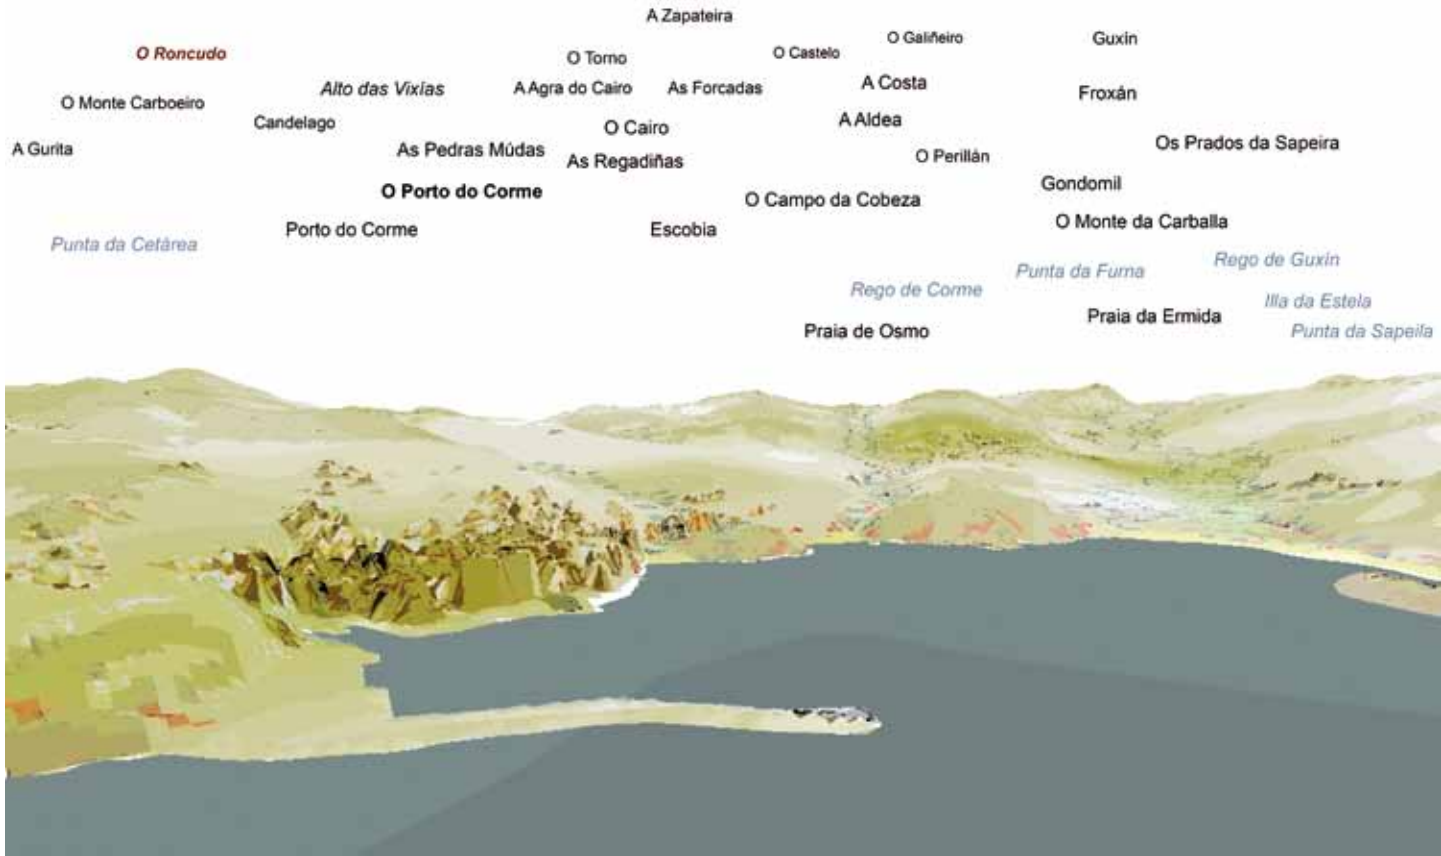 A Zapateira
O Galiñeiro
Guxín
O Roncudo
O Torno
O Castelo
Alto das Vixías
A Agra do Cairo
As Forcadas
A Costa
Froxán
O Monte Carboeiro
Candelago
O Cairo
A Aldea
A Gurita
As Pedras Múdas
As Regadiñas
O Perillán
Os Prados da Sapeira
O Porto do Corme
O Campo da Cobeza
Gondomil
Porto do Corme
Escobia
O Monte da Carballa
Punta da Cetárea
Rego de Corme
Punta da Furna
Rego de Guxín
Illa da Estela
Praia de Osmo
Praia da Ermida
Punta da Sapeila